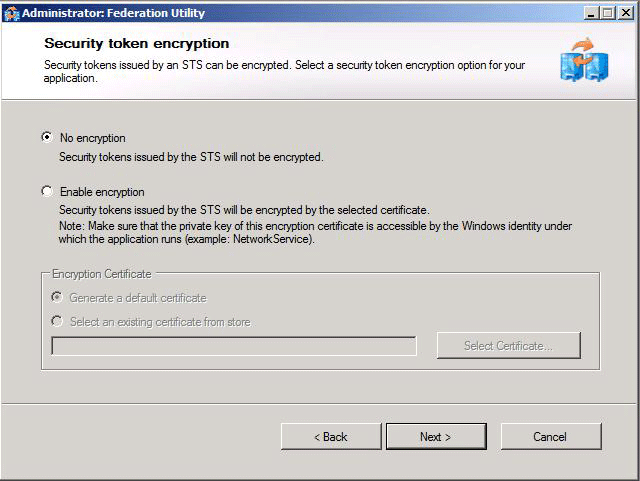 Administrator: Federation Utility
Security token encryption
Security tokens issued by an STS can be encrypted. Select a security token encryption option for your
application.
No encryption
Security tokens issued by the STS will not be encrypted.
Enable encryption
Security tokens issued by the STS will be encrypted by the selected certificate.
Note: Make sure that the private key of this encryption certificate is accessible by the Windows identity under
which the application runs (example: NetworkService).
Encryption Certificate
Generate a default certificate
Select an existing certificate from store
Select Certificate...
< Back
Next >
Cancel